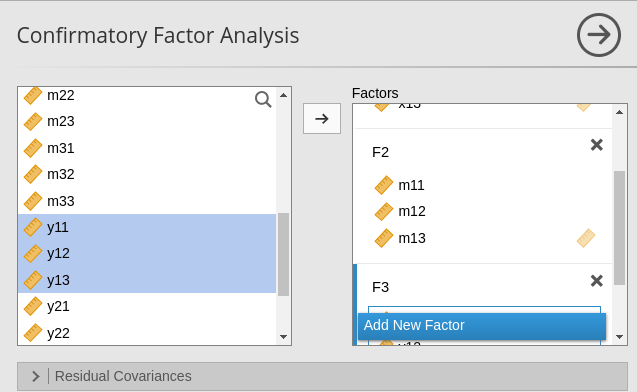 Confirmatory Factor Analysis
m22
m23
m31
m32
m33
y11
y12
y13
y21
y22
Factors
x13
F2
m11
m12
m13
F3
Add New Factor
Residual Covariances